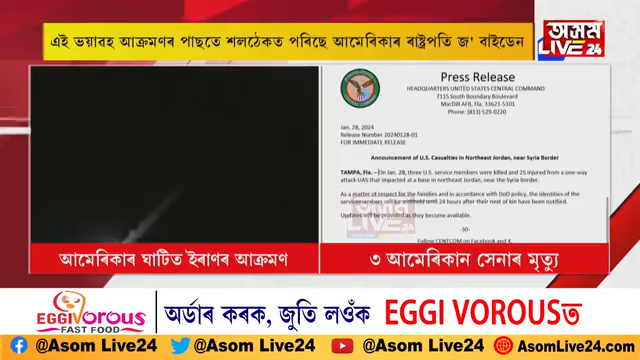 এই ভয়াৱহ আক্ৰমণৰ পাছতে শলঠেকত পৰিছে আমেৰিকাৰ ৰাষ্ট্ৰপতি জ' বাইডেন
অসম
LIVE 24
Press Release
HEADQUARTERS UNITED STATES CENTRAL COMMAND
7115 South Boundary Boulevard
MacDill AFB, Fla. 33621-5101
Phone: (813) 529-0220
Jan. 28, 2024
Release Number 20240128-01
FOR IMMEDIATE RELEASE
Announcement of U.S. Casualties in Northeast Jordan, near Syria Border
TAMPA, Fla. – On Jan. 28, three U.S. service members were killed and 25 injured from a one-way
attack UAS that impacted at a base in northeast Jordan, near the Syria border.
As a matter of respect for the families and in accordance with DoD policy, the identities of the
servicemembers will be withheld until 24 hours after their next of kin have been notified.
Updates will be provided as they become available.
-30-
Follow CENTCOM on Facebook and X.
আমেৰিকাৰ ঘাটিত ইৰাণৰ আক্ৰমণ
৩ আমেৰিকান সেনাৰ মৃত্যু
EGGIVOROUS
FAST FOOD
অৰ্ডাৰ কৰক, জুতি লওঁক EGGI VOROUSত
@Asom Live24 @AsomLive24 @Asom Live24 Asomlive24.com